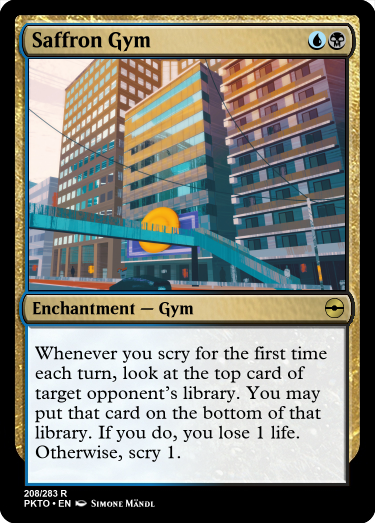 Saffron Gym
Enchantment — Gym
Whenever you scry for the first time
each turn, look at the top card of
target opponent's library. You may
put that card on the bottom of that
library. If you do, you lose 1 life.
Otherwise, scry 1.
208/283 R
PKTO • EN Simone Mändl